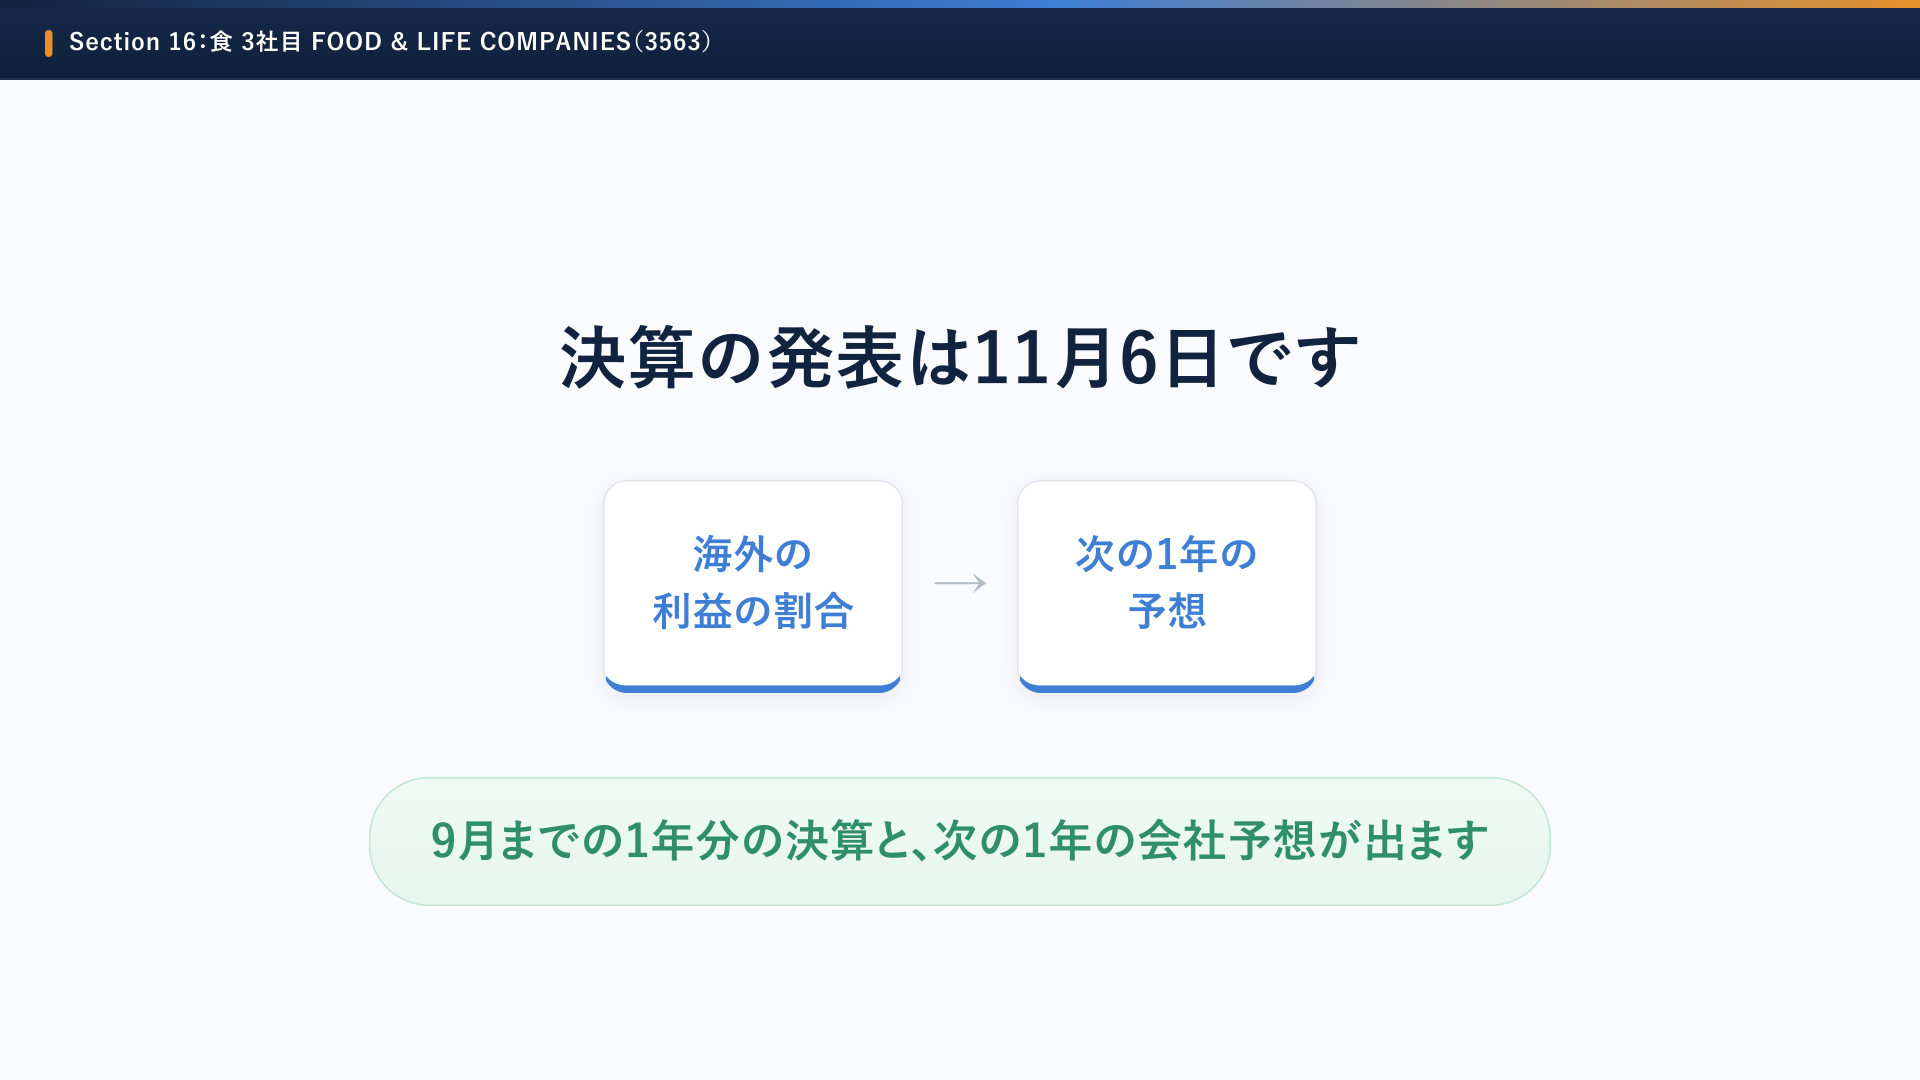 Section 16：食 3社目 FOOD & LIFE COMPANIES（3563）
決算の発表は11月6日です
海外の
利益の割合
→
次の1年の
予想
9月までの1年分の決算と、次の1年の会社予想が出ます